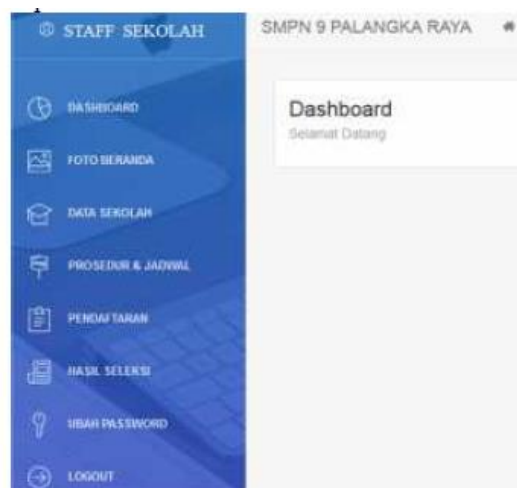 STAFF SEKOLAH
SMPN 9 PALANGKA RAYA
Dashboard
Selamat Datang
DASHBOARD
FOTO BERANDA
DATA SEKOLAH
PROSEDUR & JADWAL
PENDAFTARAN
HASIL SELEKSI
UBAH PASSWORD
LOGOUT